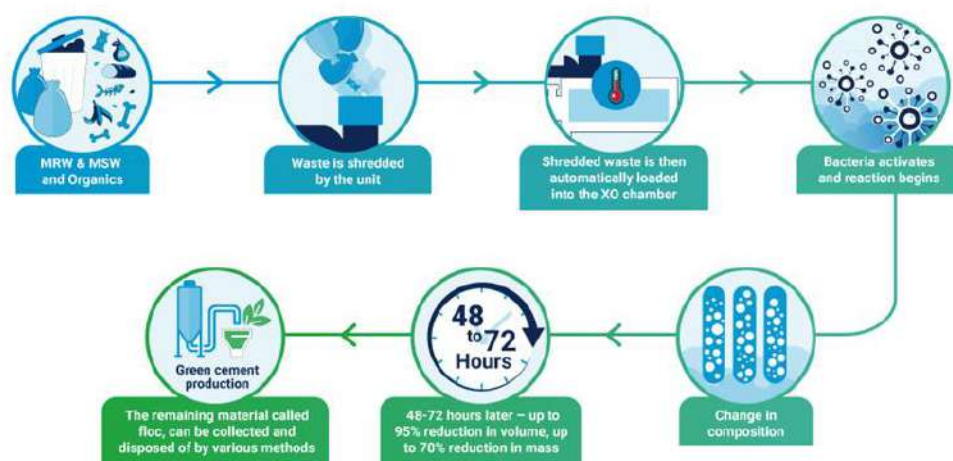 MRW & MSW
and Organics
Waste is shredded
by the unit
Shredded waste is then
automatically loaded
into the XO chamber
Bacteria activates
and reaction begins
Change in
composition
48
to
72
Hours
48-72 hours later – up to
95% reduction in volume, up
to 70% reduction in mass
Green cement
production
The remaining material called
floc, can be collected and
disposed of by various methods